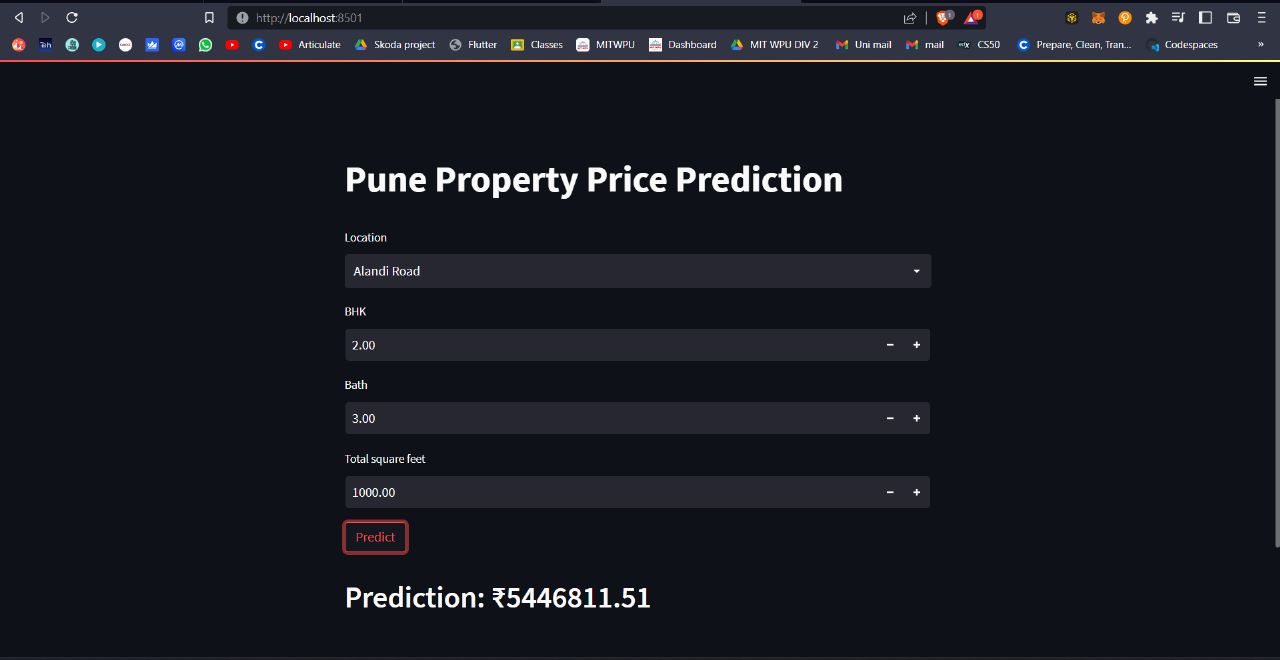 http://localhost:8501
Articulate Skoda project Flutter Classes MITWPU Dashboard MIT WPU DIV 2 Uni mail mail CS50 Prepare, Clean, Tran... Codespaces »
Pune Property Price Prediction
Location
Alandi Road
BHK
2.00
Bath
3.00
Total square feet
1000.00
Predict
Prediction: ₹5446811.51